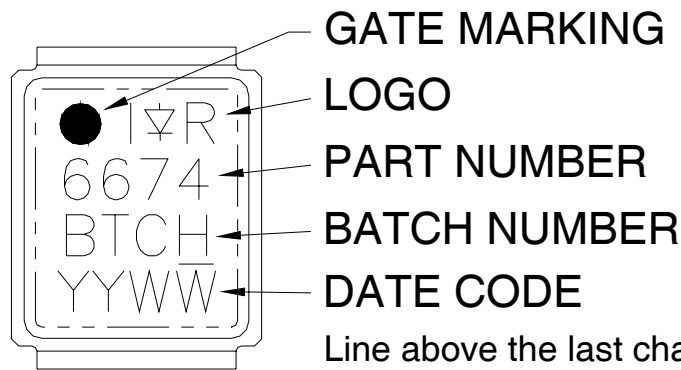 GATE MARKING
I R
LOGO
6674
PART NUMBER
BTCH
BATCH NUMBER
YYWW
DATE CODE
Line above the last cha